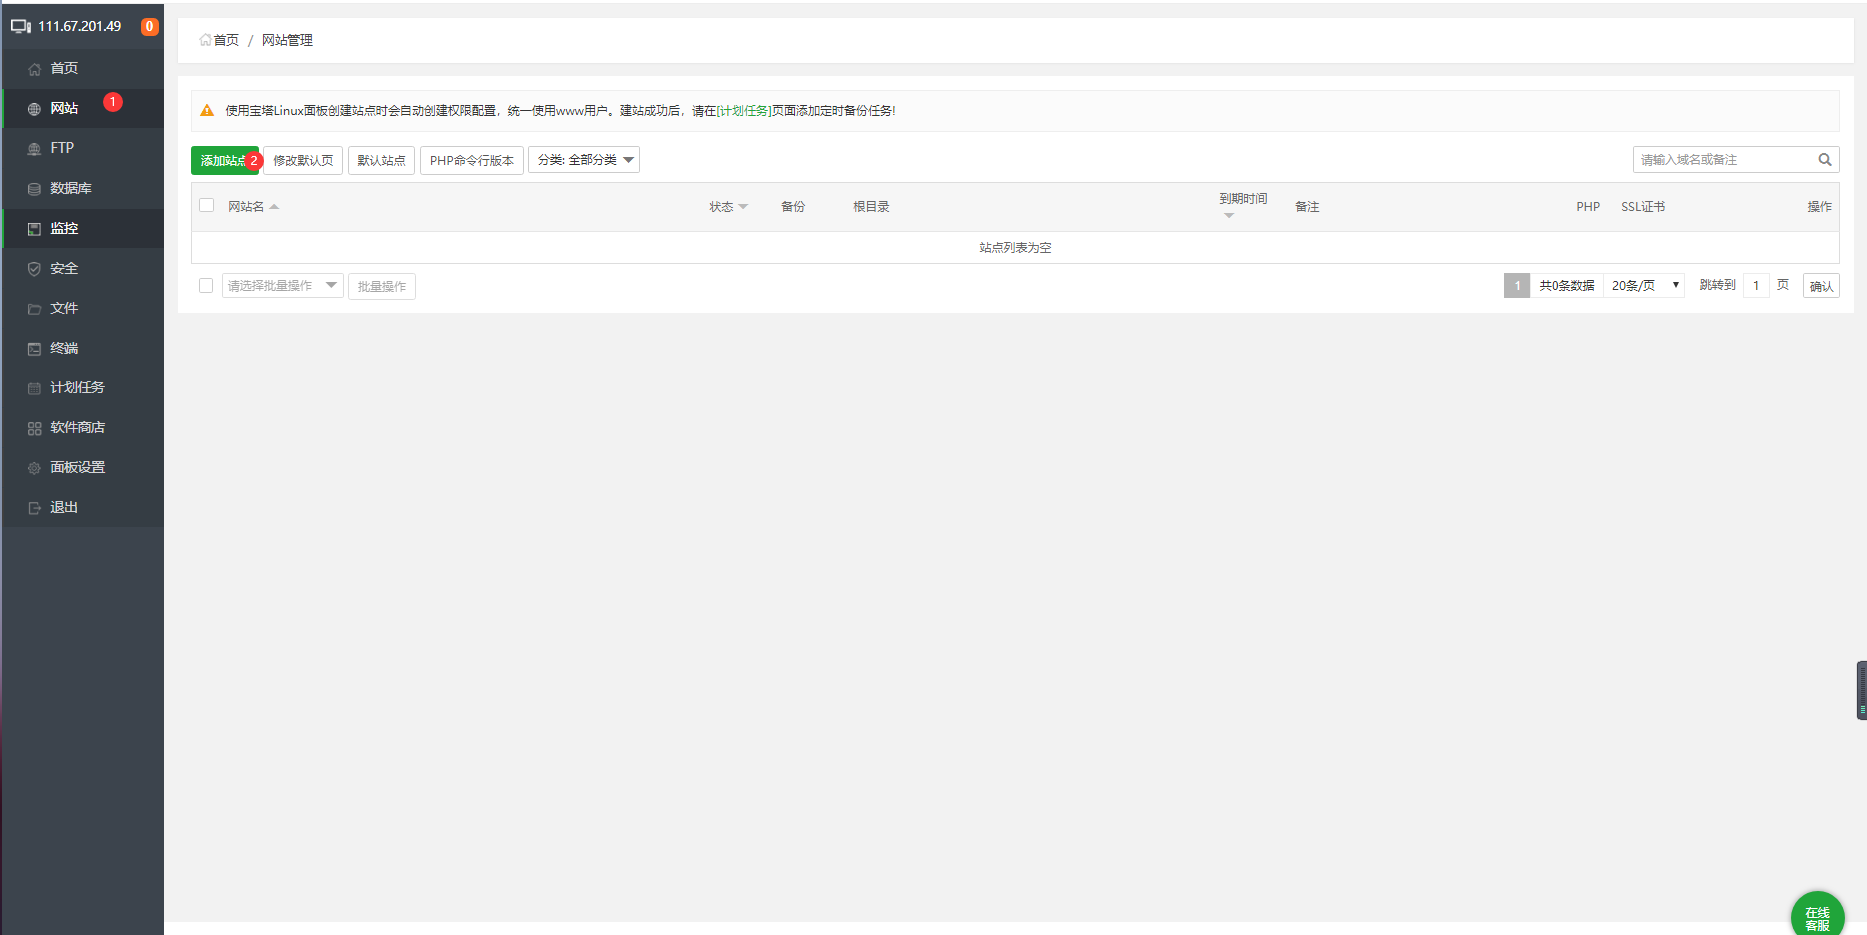 111.67.201.49 0
首页
网站 1
FTP
数据库
监控
安全
文件
终端
计划任务
软件商店
面板设置
退出
首页 / 网站管理
使用宝塔Linux面板创建站点时会自动创建权限配置，统一使用www用户。建站成功后，请在[计划任务]页面添加定时备份任务!
添加站点 2 修改默认页 默认站点 PHP命令行版本 分类: 全部分类 请输入域名或备注
网站名 状态 备份 根目录 到期时间 备注 PHP SSL证书 操作
站点列表为空
请选择批量操作 批量操作 1 共0条数据 20条/页 跳转到 1 页 确认
在线
客服